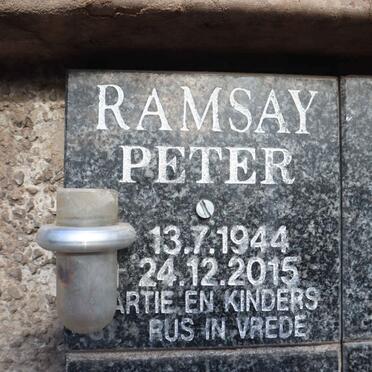 RAMSAY
PETER
13.7.1944
24.12.2015
EN KINDERS
RUS IN VREDE